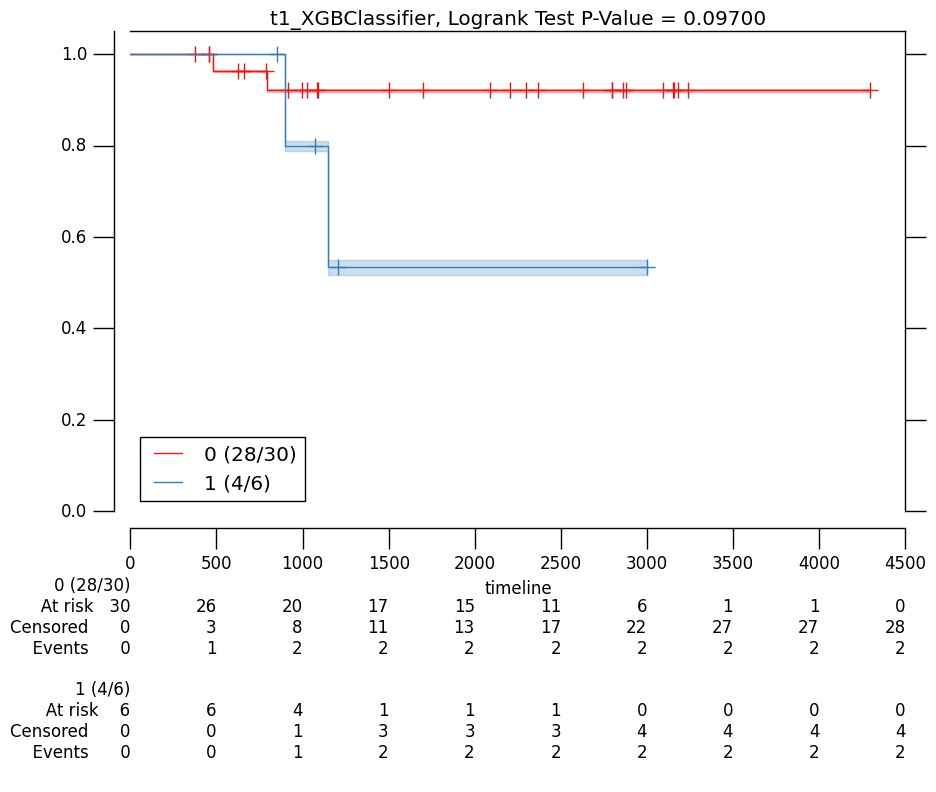 t1_XGBClassifier, Logrank Test P-Value = 0.09700
1.0
0.8
0.6
0.4
0.2
0.0
0 (28/30)
1 (4/6)
0 500 1000 1500 2000 2500 3000 3500 4000 4500
timeline
0 (28/30)
At risk 30 26 20 17 15 11 6 1 1 0
Censored 0 3 8 11 13 17 22 27 27 28
Events 0 1 2 2 2 2 2 2 2 2
1 (4/6)
At risk 6 6 4 1 1 1 0 0 0 0
Censored 0 0 1 3 3 3 4 4 4 4
Events 0 0 1 2 2 2 2 2 2 2